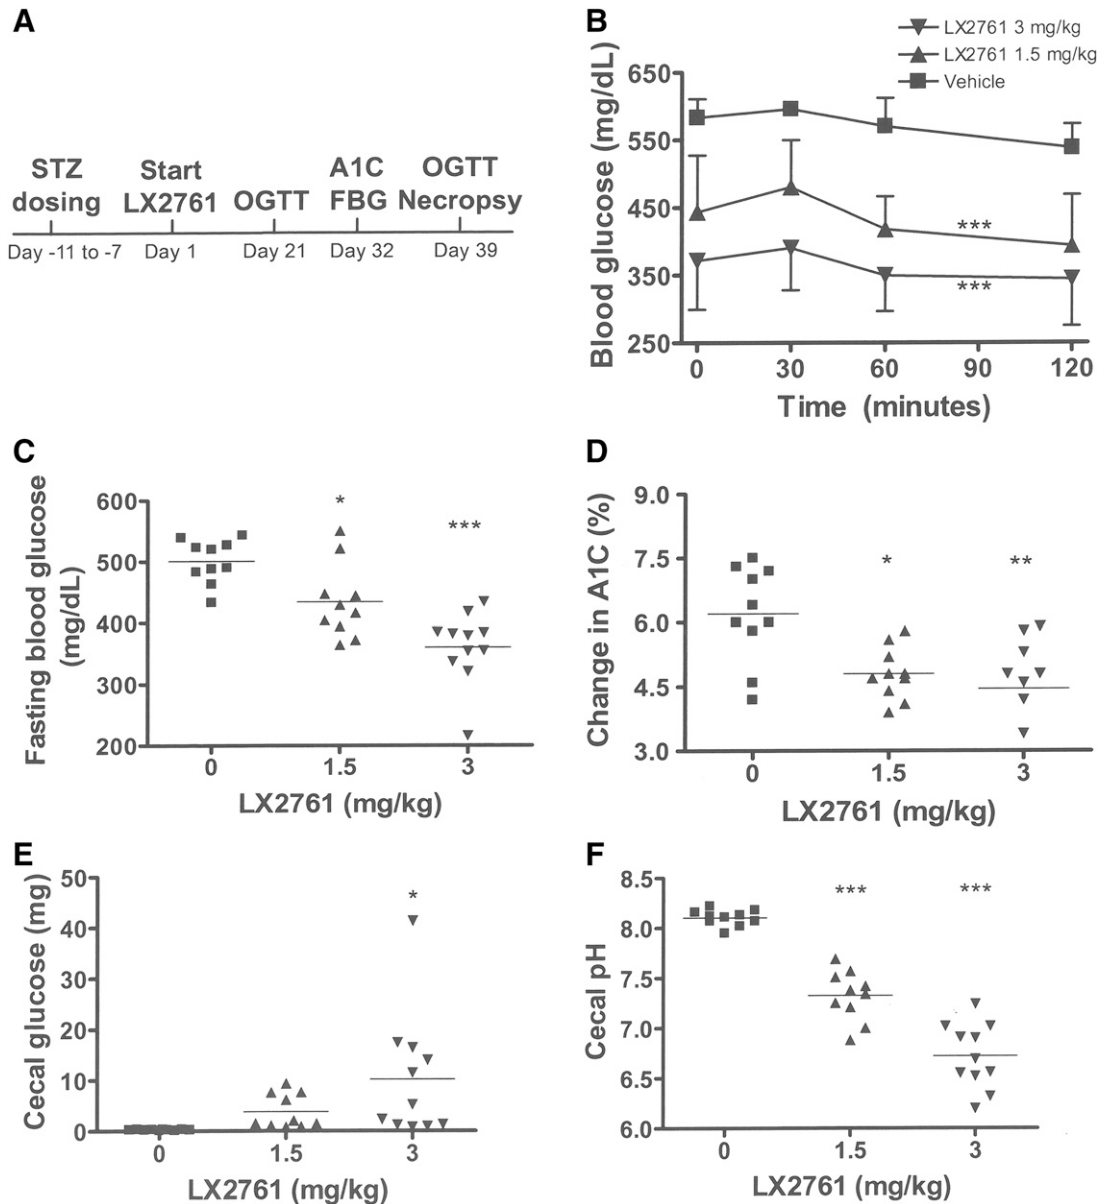 A
STZ dosing
Start LX2761
OGTT
A1C FBG
OGTT Necropsy
Day -11 to -7
Day 1
Day 21
Day 32
Day 39
B
LX2761 3 mg/kg
LX2761 1.5 mg/kg
Vehicle
Blood glucose (mg/dL)
650
550
450
350
250
***
***
0 30 60 90 120
Time (minutes)
C
Fasting blood glucose
(mg/dL)
600
500
400
300
200
*
***
0 1.5 3
LX2761 (mg/kg)
D
Change in A1C (%)
9.0
7.5
6.0
4.5
3.0
*
**
0 1.5 3
LX2761 (mg/kg)
E
Cecal glucose (mg)
50
40
30
20
10
0
*
0 1.5 3
LX2761 (mg/kg)
F
Cecal pH
8.5
8.0
7.5
7.0
6.5
6.0
***
***
0 1.5 3
LX2761 (mg/kg)